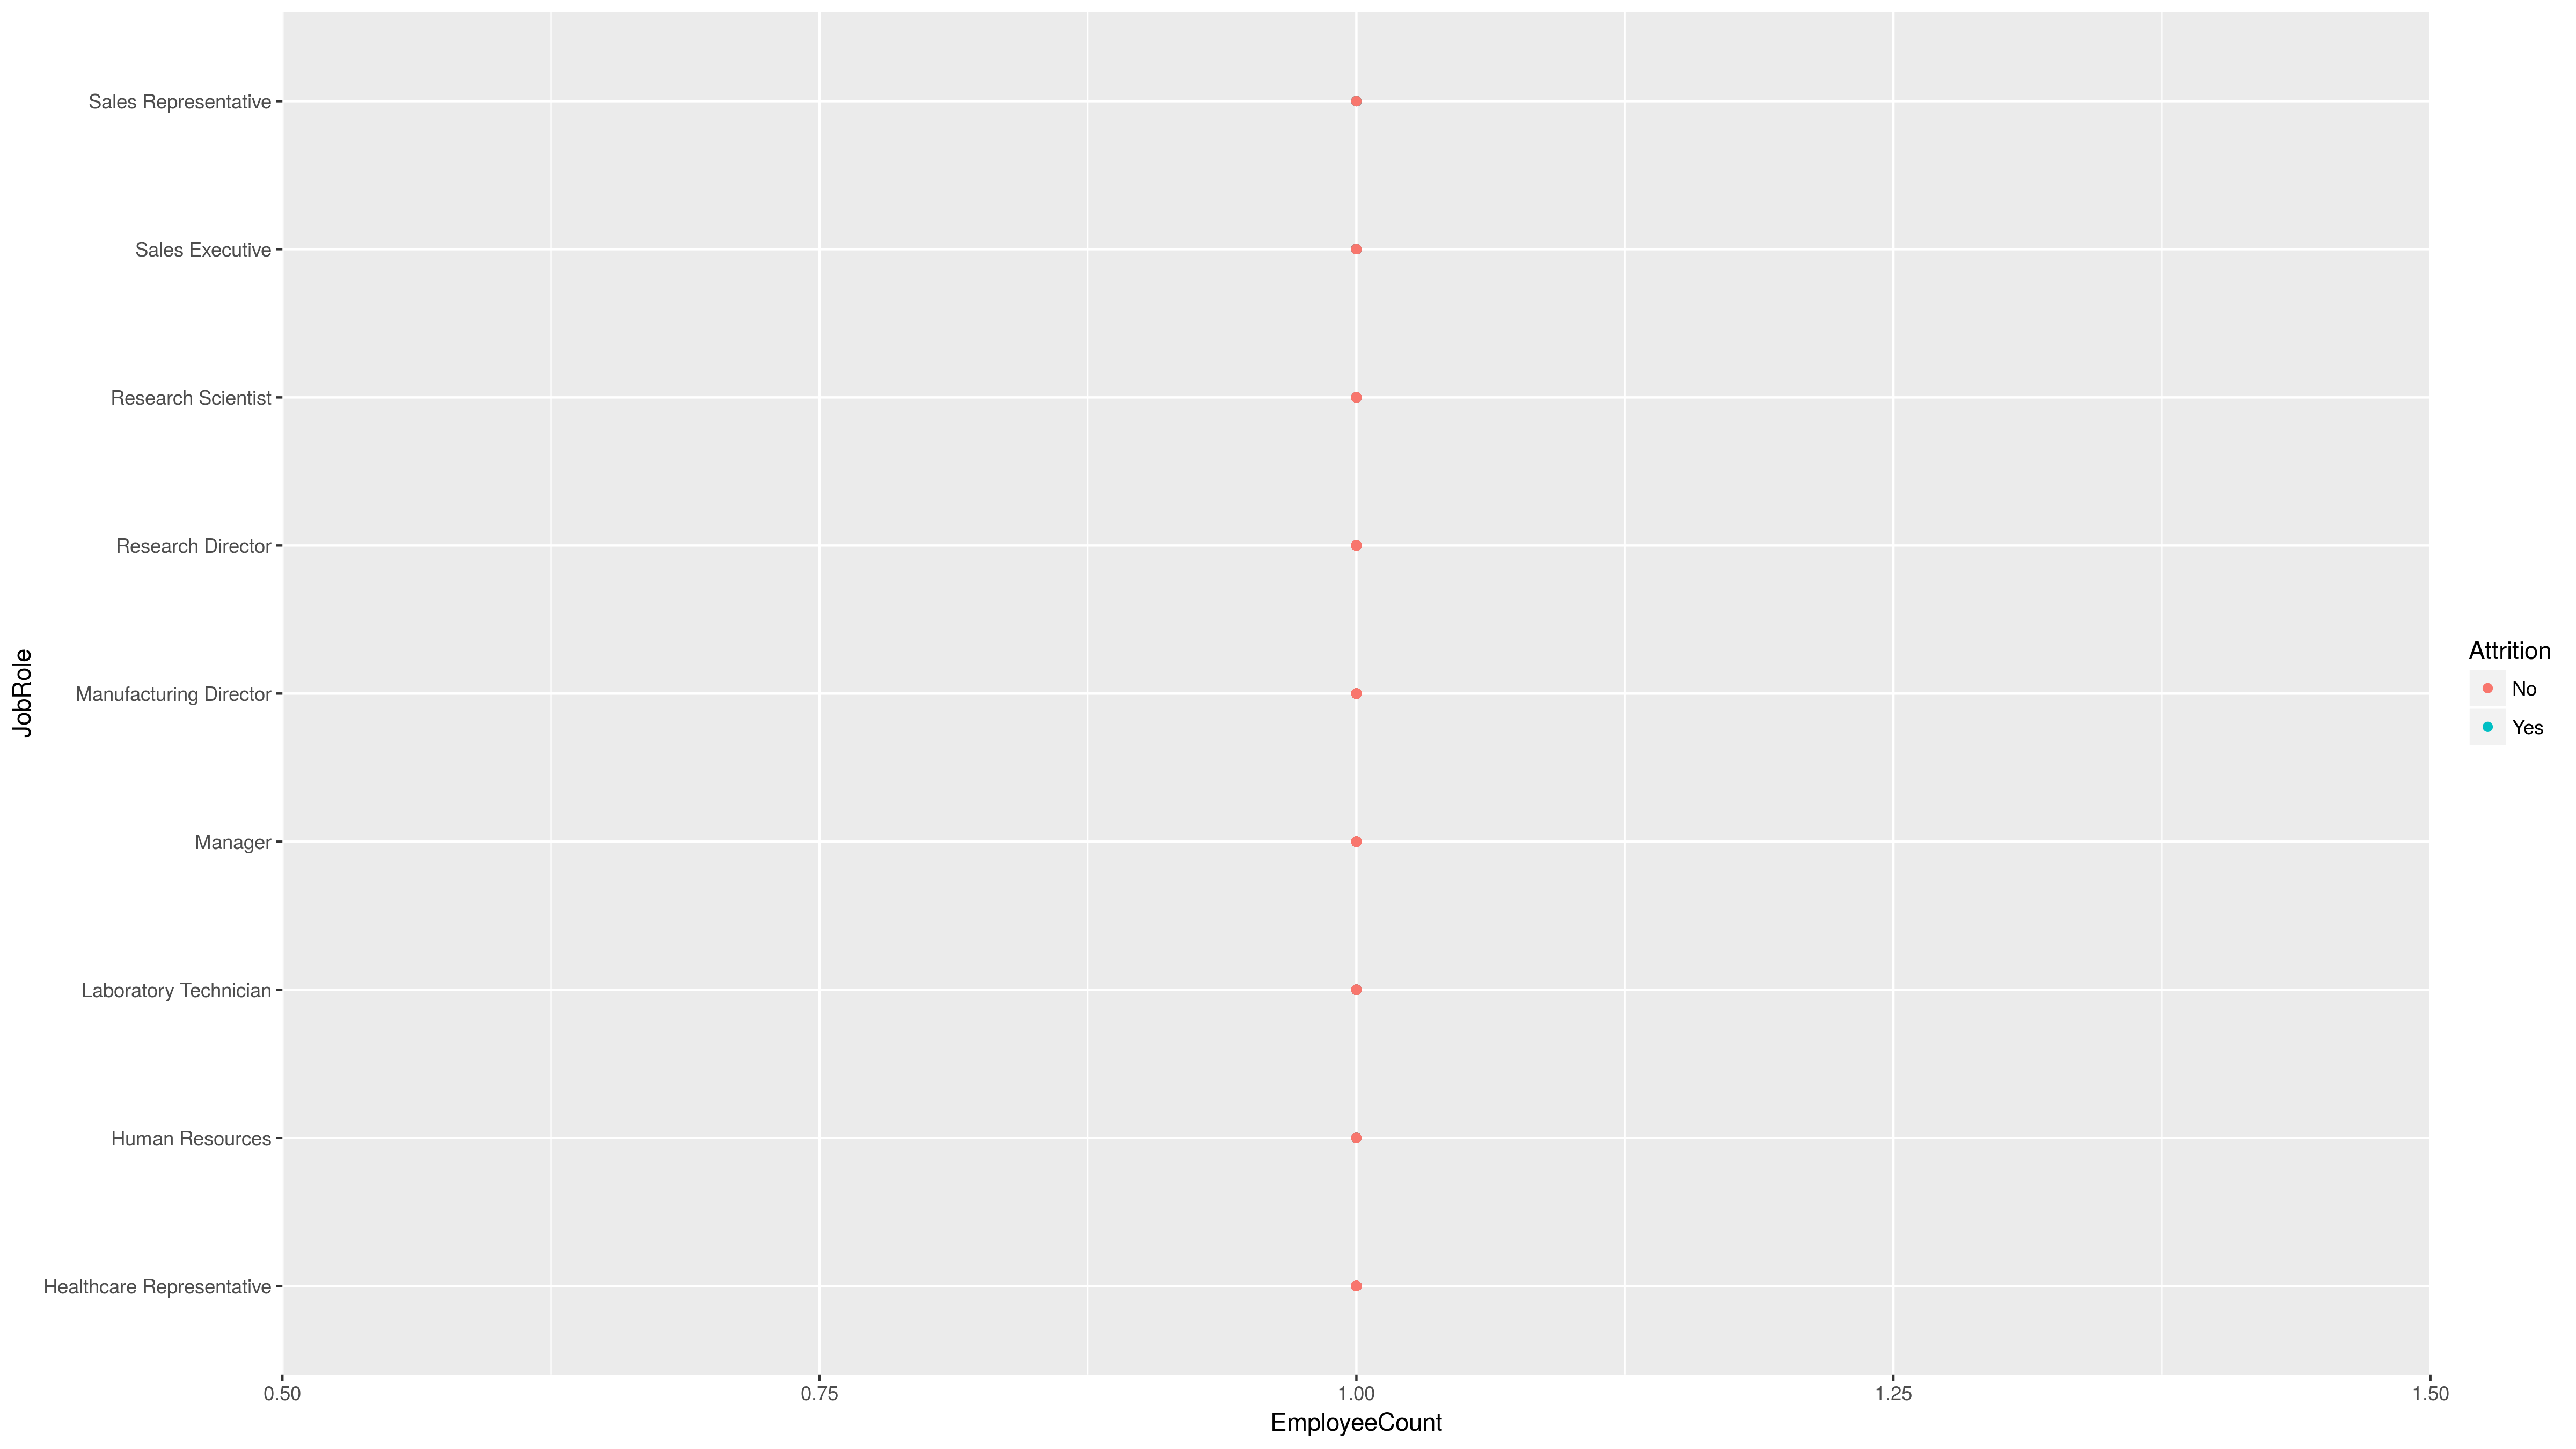 JobRole
Sales Representative
Sales Executive
Research Scientist
Research Director
Manufacturing Director
Manager
Laboratory Technician
Human Resources
Healthcare Representative
0.50 0.75 1.00 1.25 1.50
EmployeeCount
Attrition
No
Yes